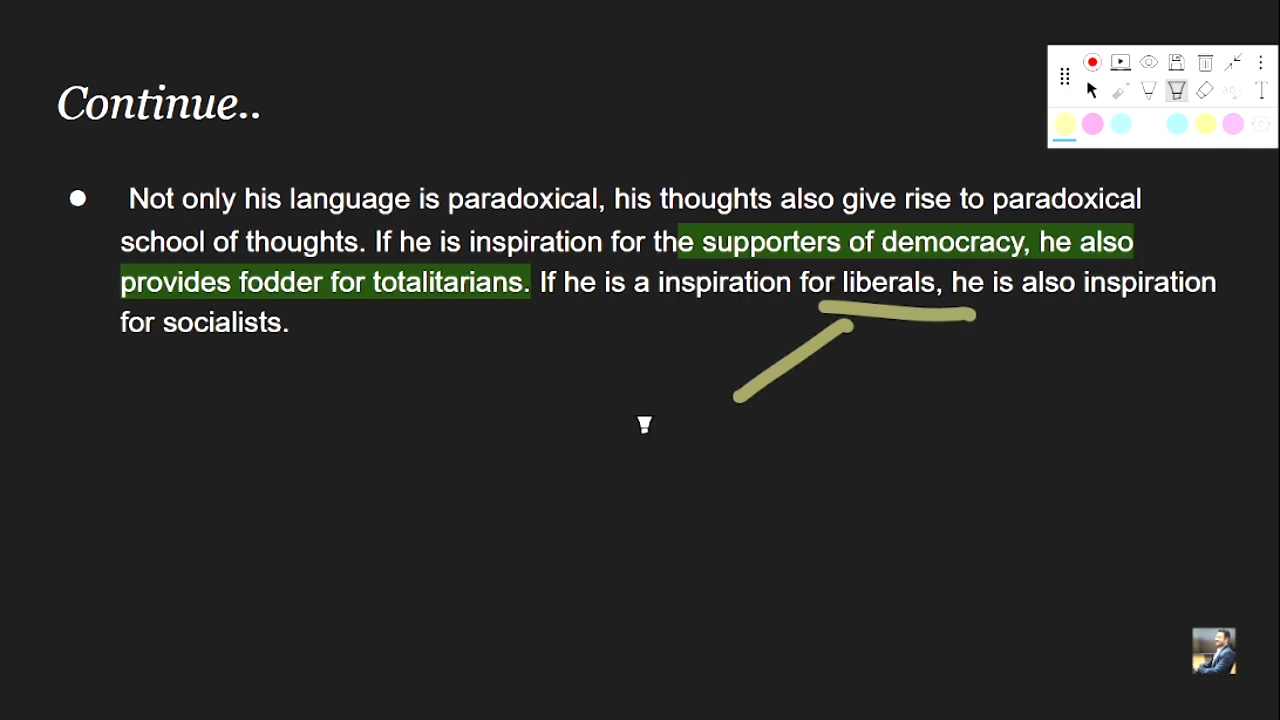 Continue..
● Not only his language is paradoxical, his thoughts also give rise to paradoxical
school of thoughts. If he is inspiration for the supporters of democracy, he also
provides fodder for totalitarians. If he is a inspiration for liberals, he is also inspiration
for socialists.